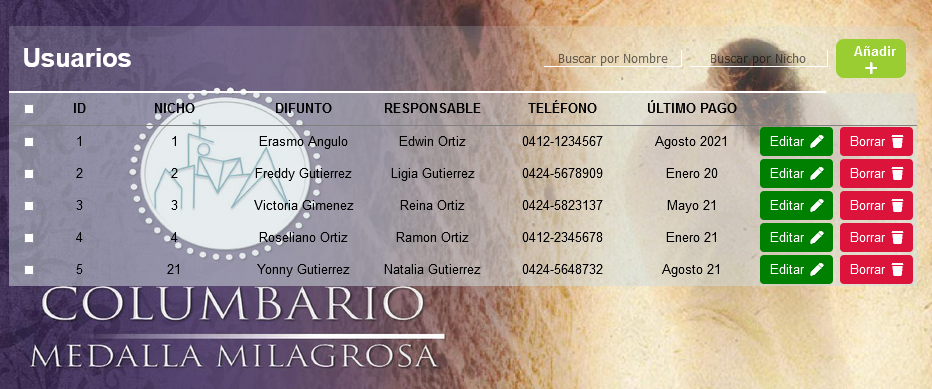 Usuarios Buscar por Nombre Buscar por Nicho Añadir +
ID NICHO DIFUNTO RESPONSABLE TELÉFONO ÚLTIMO PAGO
1 1 Erasmo Angulo Edwin Ortiz 0412-1234567 Agosto 2021 Editar Borrar
2 2 Freddy Gutierrez Ligia Gutierrez 0424-5678909 Enero 20 Editar Borrar
3 3 Victoria Gimenez Reina Ortiz 0424-5823137 Mayo 21 Editar Borrar
4 4 Roseliano Ortiz Ramon Ortiz 0412-2345678 Enero 21 Editar Borrar
5 21 Yonny Gutierrez Natalia Gutierrez 0424-5648732 Agosto 21 Editar Borrar
COLUMBARIO
MEDALLA MILAGROSA